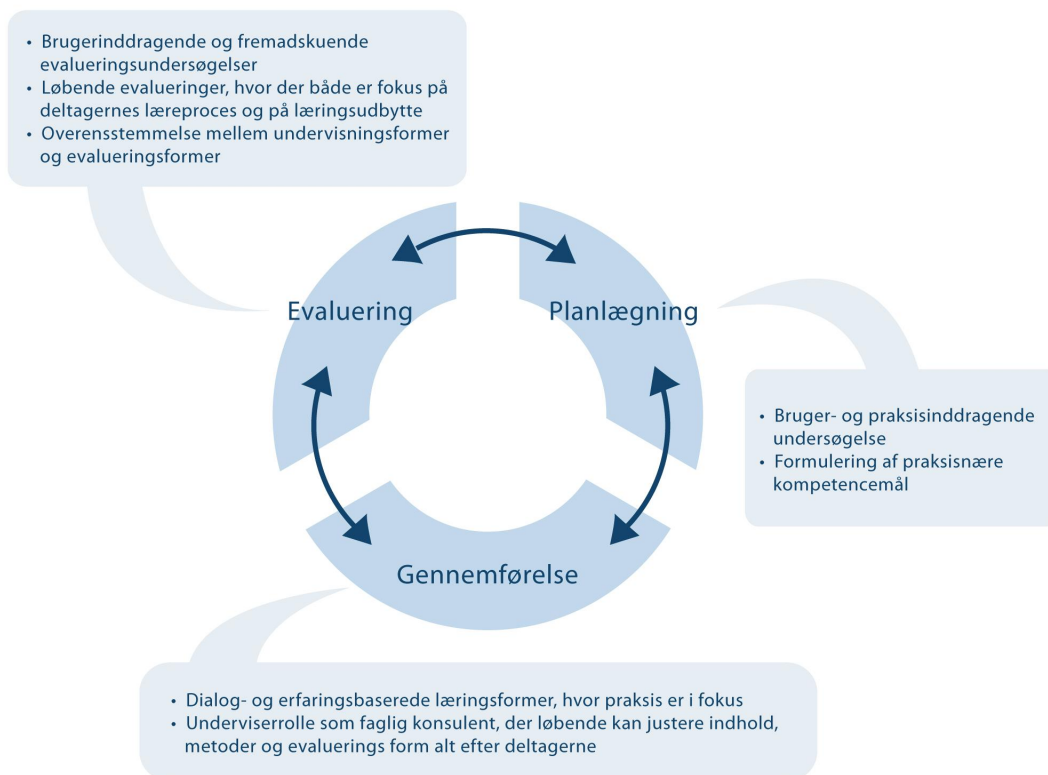 • Brugerinddragende og fremadskuende
evalueringsundersøgelser
• Løbende evalueringer, hvor der både er fokus på
deltagernes læreproces og på læringsudbytte
• Overensstemmelse mellem undervisningsformer
og evalueringsformer
Evaluering
Planlægning
• Bruger- og praksisinddragende
undersøgelse
• Formulering af praksisnære
kompetencemål
Gennemførelse
• Dialog- og erfaringsbaserede læringsformer, hvor praksis er i fokus
• Underviserrolle som faglig konsulent, der løbende kan justere indhold,
metoder og evaluerings form alt efter deltagerne